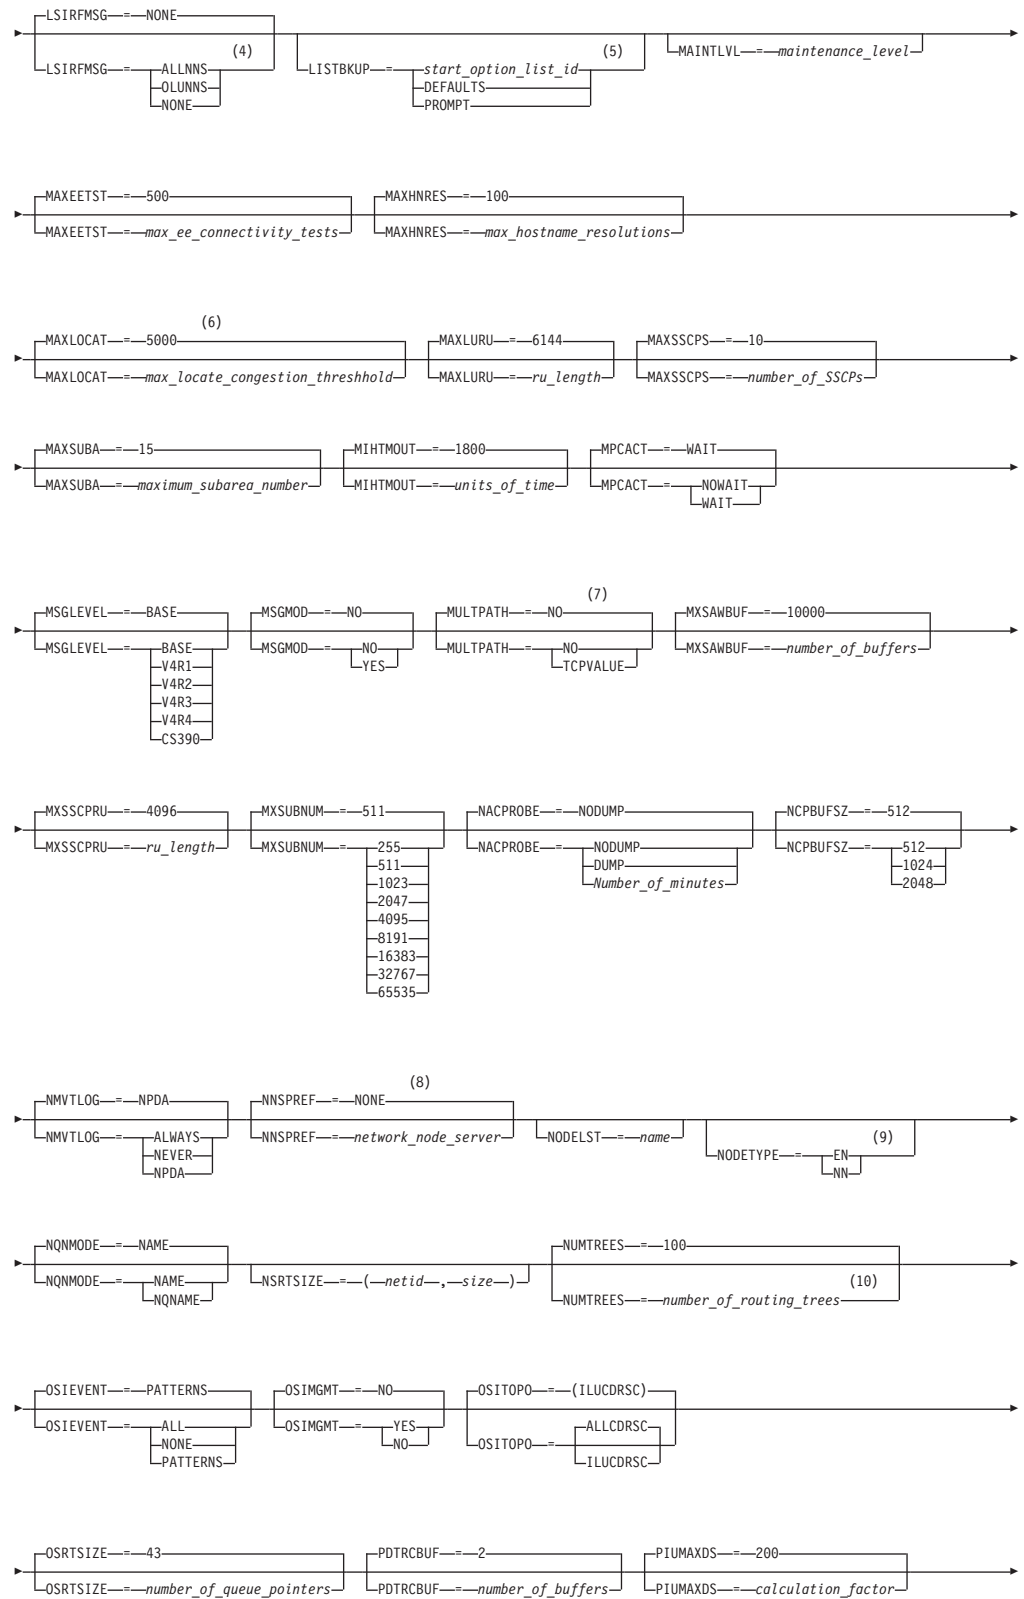 LSIRFMSG = NONE
(4) (5)
LSIRFMSG = ALLNNS LISTBKUP = start_option_list_id MAINTLVL = maintenance_level
OLUNNS DEFAULTS
NONE PROMPT
MAXEETST = 500 MAXHNRES = 100
MAXEETST = max_ee_connectivity_tests MAXHNRES = max_hostname_resolutions
(6)
MAXLOCAT = 5000 MAXLURU = 6144 MAXSSCPS = 10
MAXLOCAT = max_locate_congestion_threshhold MAXLURU = ru_length MAXSSCPS = number_of_SSCPs
MAXSUBA = 15 MIHTMOUT = 1800 MPCACT = WAIT
MAXSUBA = maximum_subarea_number MIHTMOUT = units_of_time MPCACT = NOWAIT
WAIT
(7)
MSGLEVEL = BASE MSGMOD = NO MULTPATH = NO MXSAWBUF = 10000
MSGLEVEL = BASE MSGMOD = NO MULTPATH = NO MXSAWBUF = number_of_buffers
V4R1 YES TCPVALUE
V4R2
V4R3
V4R4
CS390
MXSSCPRU = 4096 MXSUBNUM = 511 NACPROBE = NODUMP NCPBUFSZ = 512
MXSSCPRU = ru_length MXSUBNUM = 255 NACPROBE = NODUMP NCPBUFSZ = 512
511 DUMP 1024
1023 Number_of_minutes 2048
2047
4095
8191
16383
32767
65535
(8)
NMVTLOG = NPDA NNSPREF = NONE
NMVTLOG = ALWAYS NNSPREF = network_node_server NODELST = name (9)
NEVER NODETYPE = EN
NPDA NN
NQNMODE = NAME NUMTREES = 100
NQNMODE = NAME NSRTSIZE = ( netid , size ) (10)
NQNAME NUMTREES = number_of_routing_trees
OSIEVENT = PATTERNS OSIMGMT = NO OSITOPO = (ILUCDRSC)
OSIEVENT = ALL OSIMGMT = YES ALLCDRSC
NONE NO OSITOPO =
PATTERNS ILUCDRSC
OSRTSIZE = 43 PDTRCBUF = 2 PIUMAXDS = 200
OSRTSIZE = number_of_queue_pointers PDTRCBUF = number_of_buffers PIUMAXDS = calculation_factor